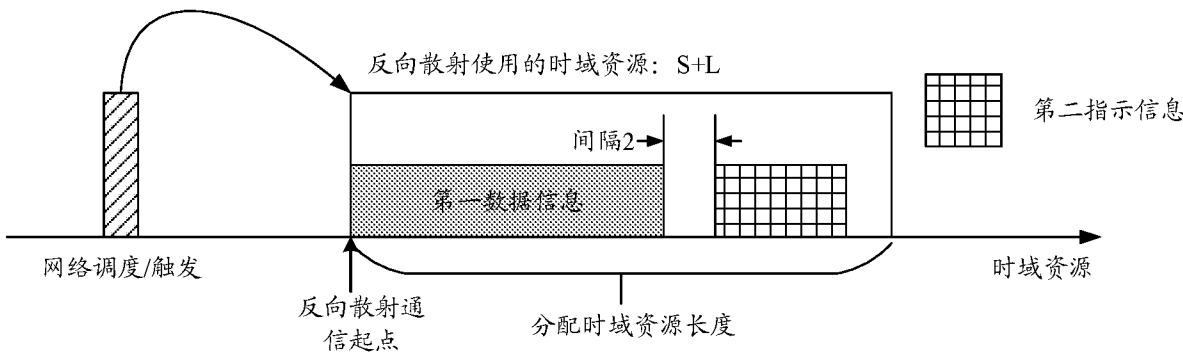 反向散射使用的时域资源：S+L
第二指示信息
间隔2
第一数据信息
网络调度/触发
时域资源
反向散射通
信起点
分配时域资源长度